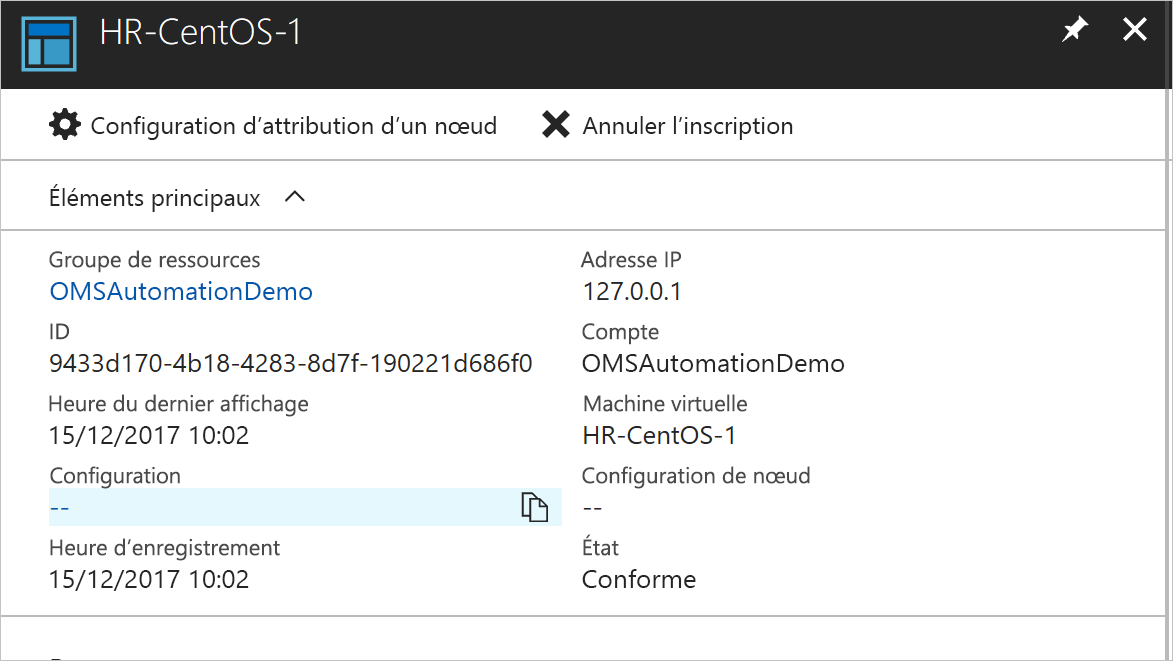 HR-CentOS-1
Configuration d’attribution d’un nœud
Annuler l’inscription
Éléments principaux
Groupe de ressources
OMSAutomationDemo
Adresse IP
127.0.0.1
ID
9433d170-4b18-4283-8d7f-190221d686f0
Compte
OMSAutomationDemo
Heure du dernier affichage
15/12/2017 10:02
Machine virtuelle
HR-CentOS-1
Configuration
--
Configuration de nœud
--
Heure d’enregistrement
15/12/2017 10:02
État
Conforme